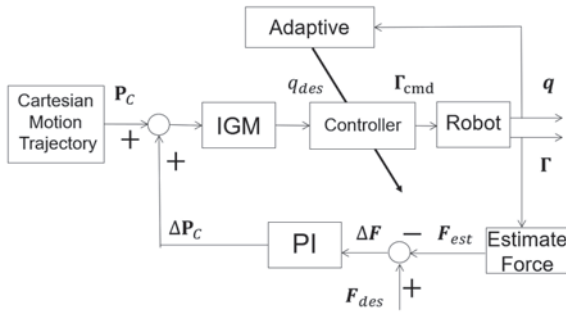 Adaptive
P_C
q_des
Γ_cmd
q
Cartesian
Motion
Trajectory
+
+
IGM
Controller
Robot
Γ
ΔP_C
PI
ΔF
−
F_est
Estimate
Force
F_des
+